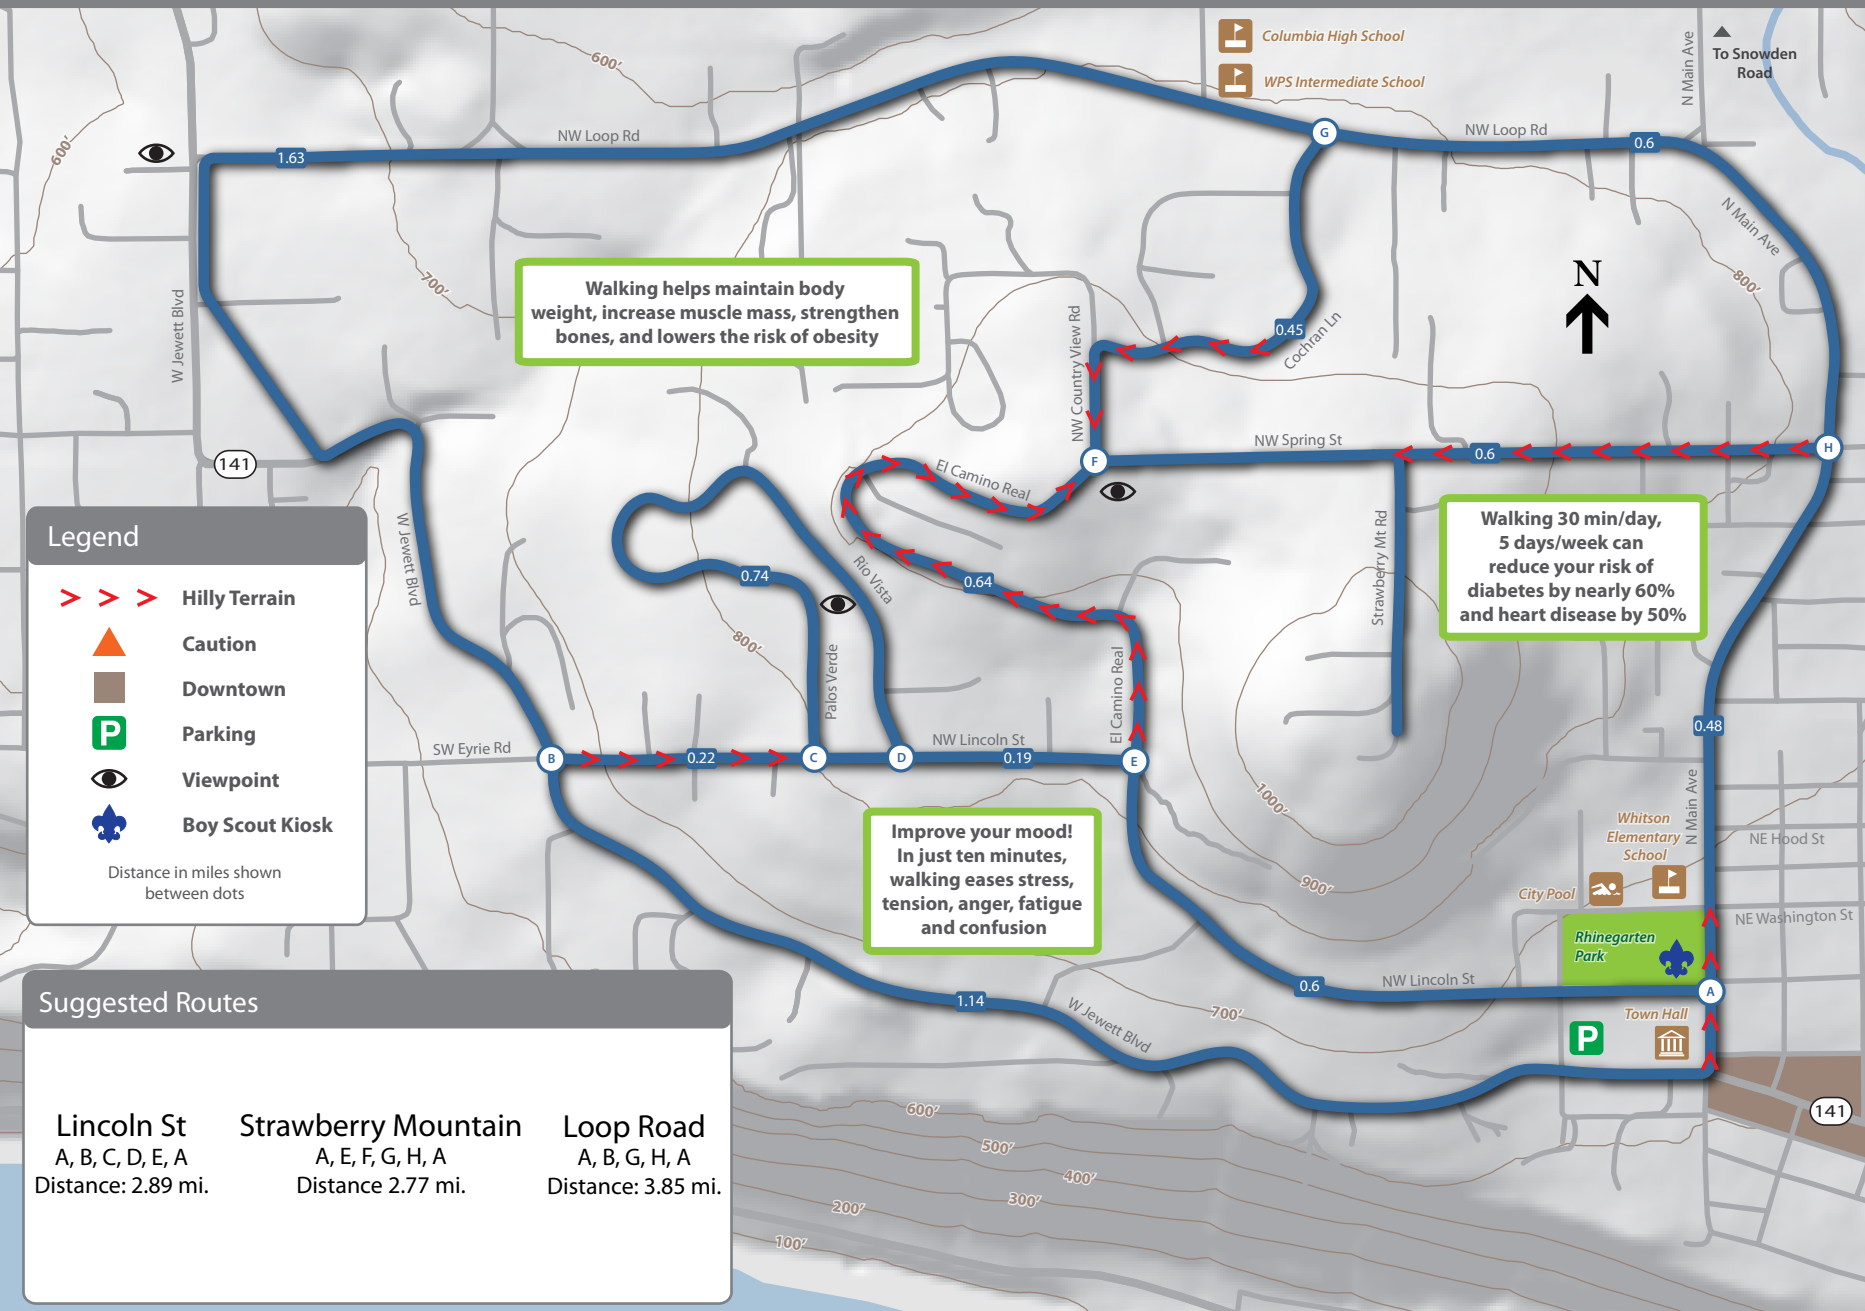 Columbia High School
WPS Intermediate School
N Main Ave
To Snowden
Road
600'
600'
NW Loop Rd
1.63
G
NW Loop Rd
0.6
N Main Ave
800'
N
700'
W Jewett Blvd
Walking helps maintain body
weight, increase muscle mass, strengthen
bones, and lowers the risk of obesity
NW Country View Rd
0.45
Cochran Ln
141
El Camino Real
F
NW Spring St
0.6
H
Walking 30 min/day,
5 days/week can
reduce your risk of
diabetes by nearly 60%
and heart disease by 50%
Strawberry Mt Rd
W Jewett Blvd
0.74
Rio Vista
0.64
800'
Palos Verde
El Camino Real
0.48
SW Eyrie Rd
B
0.22
C
D
NW Lincoln St
0.19
E
1000'
900'
N Main Ave
Improve your mood!
In just ten minutes,
walking eases stress,
tension, anger, fatigue
and confusion
Whitson
Elementary
School
NE Hood St
City Pool
NE Washington St
Rhinegarten
Park
0.6
NW Lincoln St
A
1.14
W Jewett Blvd
700'
Town Hall
P
141
600'
500'
400'
300'
200'
100'
Legend
Hilly Terrain
Caution
Downtown
P
Parking
Viewpoint
Boy Scout Kiosk
Distance in miles shown
between dots
Suggested Routes
Lincoln St
A, B, C, D, E, A
Distance: 2.89 mi.
Strawberry Mountain
A, E, F, G, H, A
Distance 2.77 mi.
Loop Road
A, B, G, H, A
Distance: 3.85 mi.